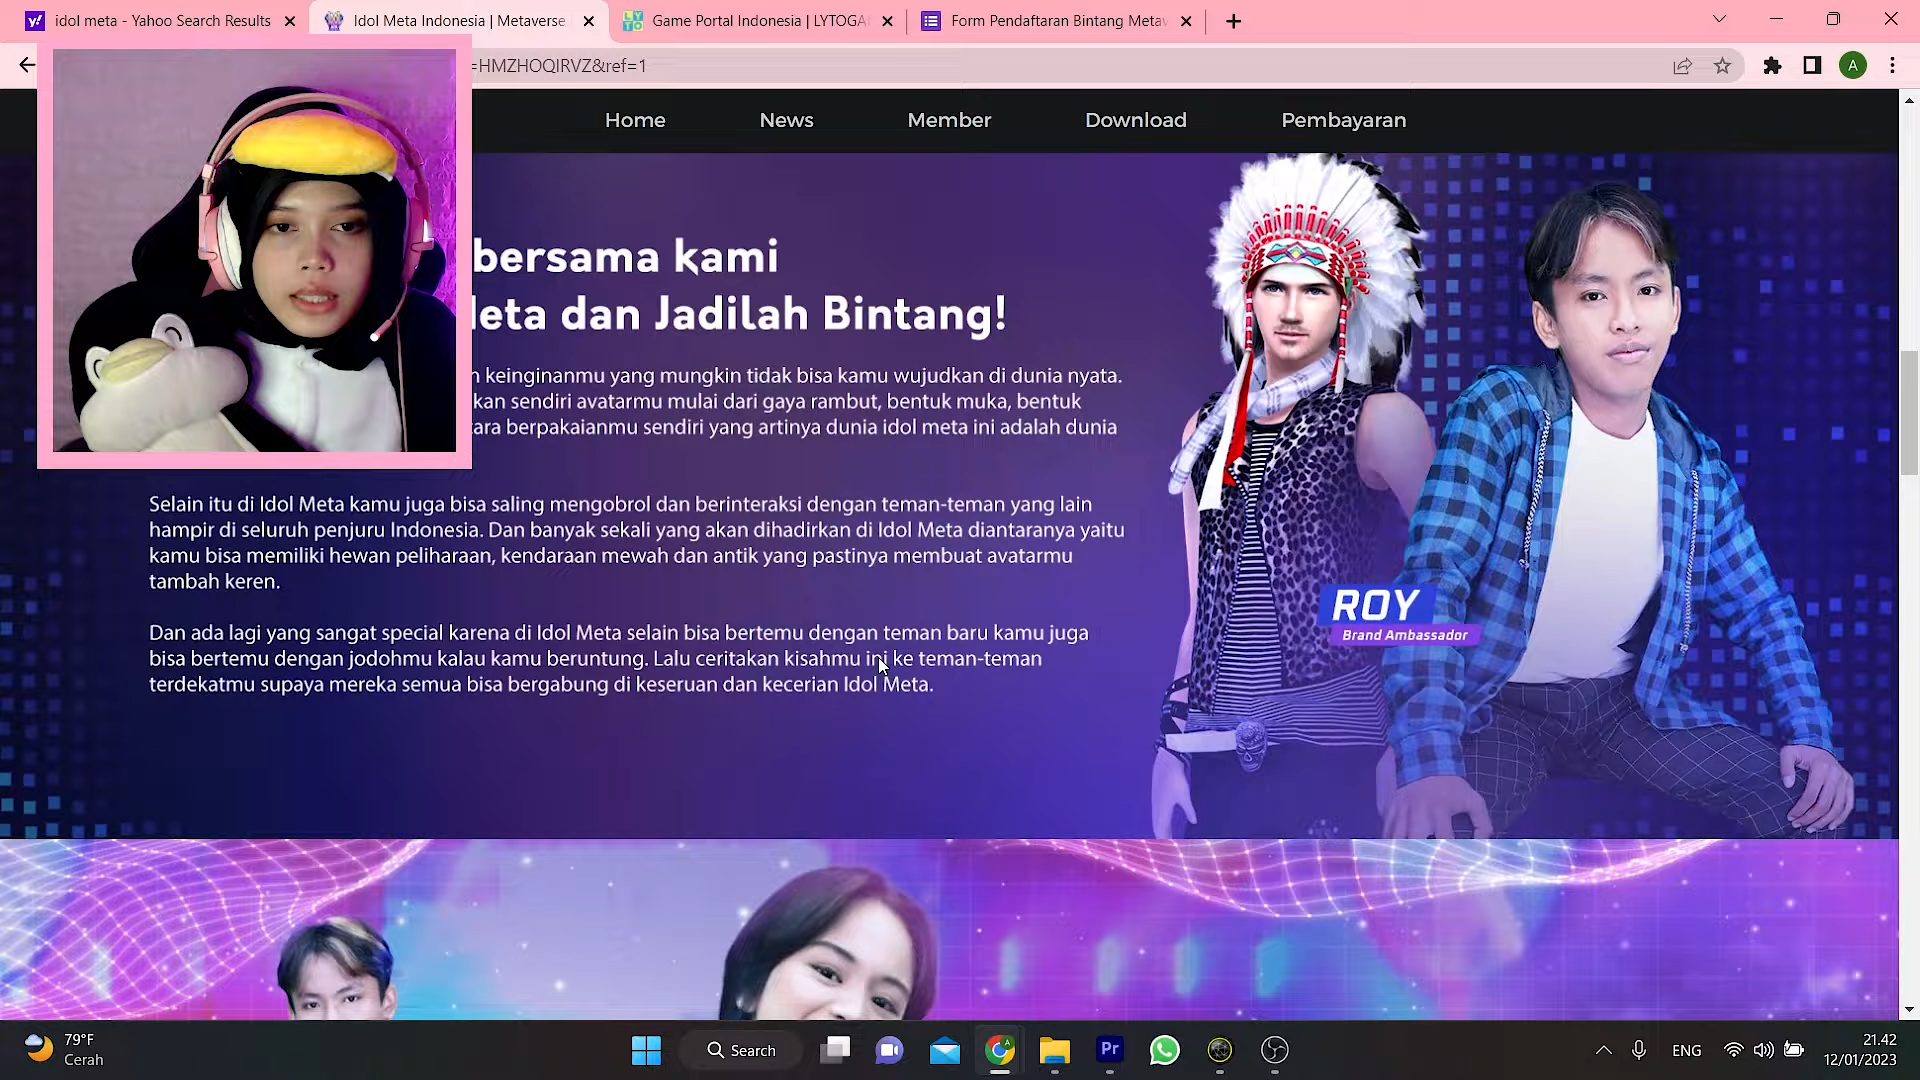 idol meta - Yahoo Search Results
Idol Meta Indonesia | Metaverse
Game Portal Indonesia | LYTOGA
Form Pendaftaran Bintang Metav
=HMZHOQIRVZ&ref=1
A
Home
News
Member
Download
Pembayaran
bersama kami
eta dan Jadilah Bintang!
n keinginanmu yang mungkin tidak bisa kamu wujudkan di dunia nyata.
kan sendiri avatarmu mulai dari gaya rambut, bentuk muka, bentuk
ara berpakaianmu sendiri yang artinya dunia idol meta ini adalah dunia
Selain itu di Idol Meta kamu juga bisa saling mengobrol dan berinteraksi dengan teman-teman yang lain
hampir di seluruh penjuru Indonesia. Dan banyak sekali yang akan dihadirkan di Idol Meta diantaranya yaitu
kamu bisa memiliki hewan peliharaan, kendaraan mewah dan antik yang pastinya membuat avatarmu
tambah keren.
Dan ada lagi yang sangat special karena di Idol Meta selain bisa bertemu dengan teman baru kamu juga
bisa bertemu dengan jodohmu kalau kamu beruntung. Lalu ceritakan kisahmu ini ke teman-teman
terdekatmu supaya mereka semua bisa bergabung di keseruan dan kecerian Idol Meta.
ROY
Brand Ambassador
79°F
Cerah
Search
Pr
ENG
21.42
12/01/2023